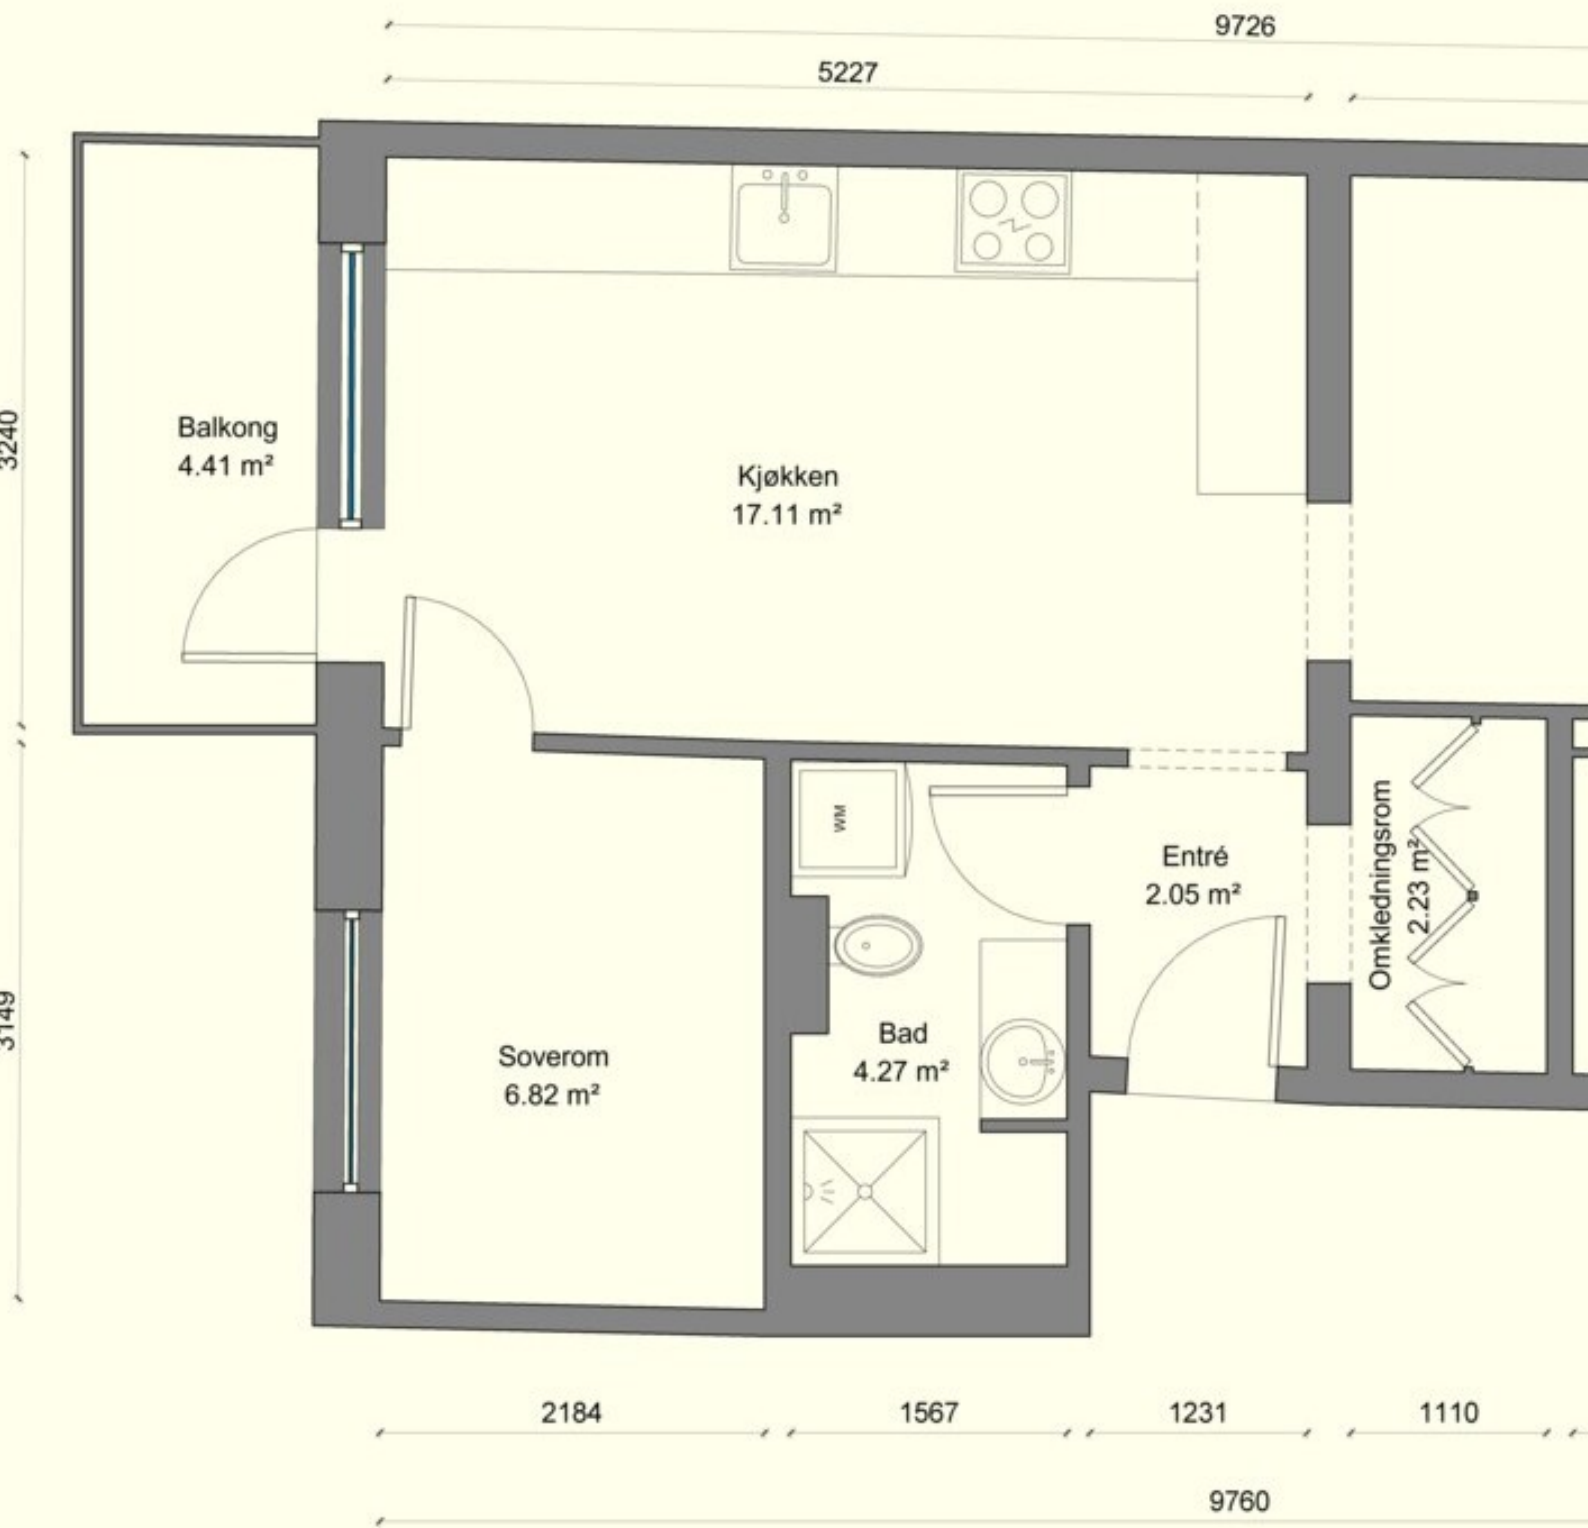 9726
5227
3240
Balkong
4.41 m²
Kjøkken
17.11 m²
WM
Entré
2.05 m²
Omkledningsrom
2.23 m²
3149
Soverom
6.82 m²
Bad
4.27 m²
2184
1567
1231
1110
9760